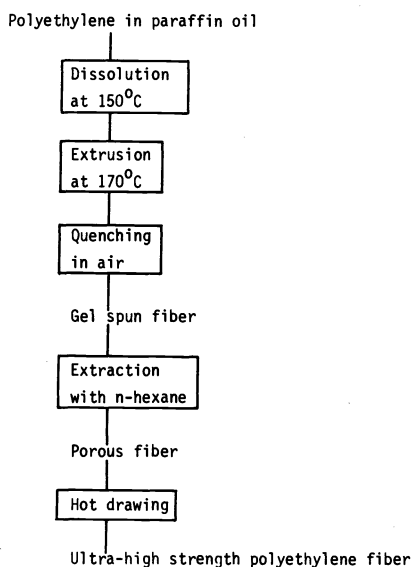 Polyethylene in paraffin oil
Dissolution
at 150°C
Extrusion
at 170°C
Quenching
in air
Gel spun fiber
Extraction
with n-hexane
Porous fiber
Hot drawing
Ultra-high strength polyethylene fiber